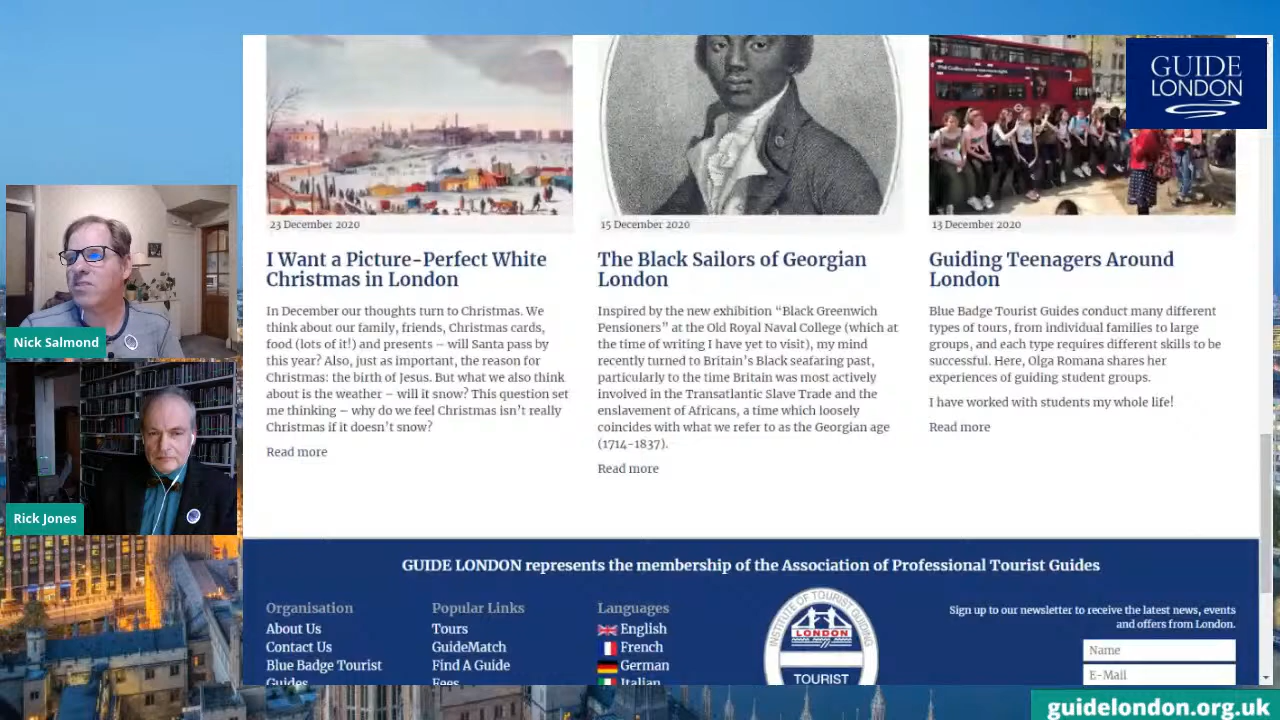 GUIDE
LONDON
23 December 2020
I Want a Picture-Perfect White
Christmas in London
In December our thoughts turn to Christmas. We
think about our family, friends, Christmas cards,
food (lots of it!) and presents – will Santa pass by
this year? Also, just as important, the reason for
Christmas: the birth of Jesus. But what we also think
about is the weather – will it snow? This question set
me thinking – why do we feel Christmas isn't really
Christmas if it doesn't snow?
Read more
15 December 2020
The Black Sailors of Georgian
London
Inspired by the new exhibition “Black Greenwich
Pensioners” at the Old Royal Naval College (which at
the time of writing I have yet to visit), my mind
recently turned to Britain's Black seafaring past,
particularly to the time Britain was most actively
involved in the Transatlantic Slave Trade and the
enslavement of Africans, a time which loosely
coincides with what we refer to as the Georgian age
(1714-1837).
Read more
13 December 2020
Guiding Teenagers Around
London
Blue Badge Tourist Guides conduct many different
types of tours, from individual families to large
groups, and each type requires different skills to be
successful. Here, Olga Romana shares her
experiences of guiding student groups.
I have worked with students my whole life!
Read more
Nick Salmond
Rick Jones
GUIDE LONDON represents the membership of the Association of Professional Tourist Guides
Organisation
About Us
Contact Us
Blue Badge Tourist
Guides
Popular Links
Tours
GuideMatch
Find A Guide
Fees
Languages
English
French
German
Italian
INSTITUTE OF TOURIST GUIDING
LONDON
TOURIST
Sign up to our newsletter to receive the latest news, events
and offers from London.
Name
E-Mail
guidelondon.org.uk